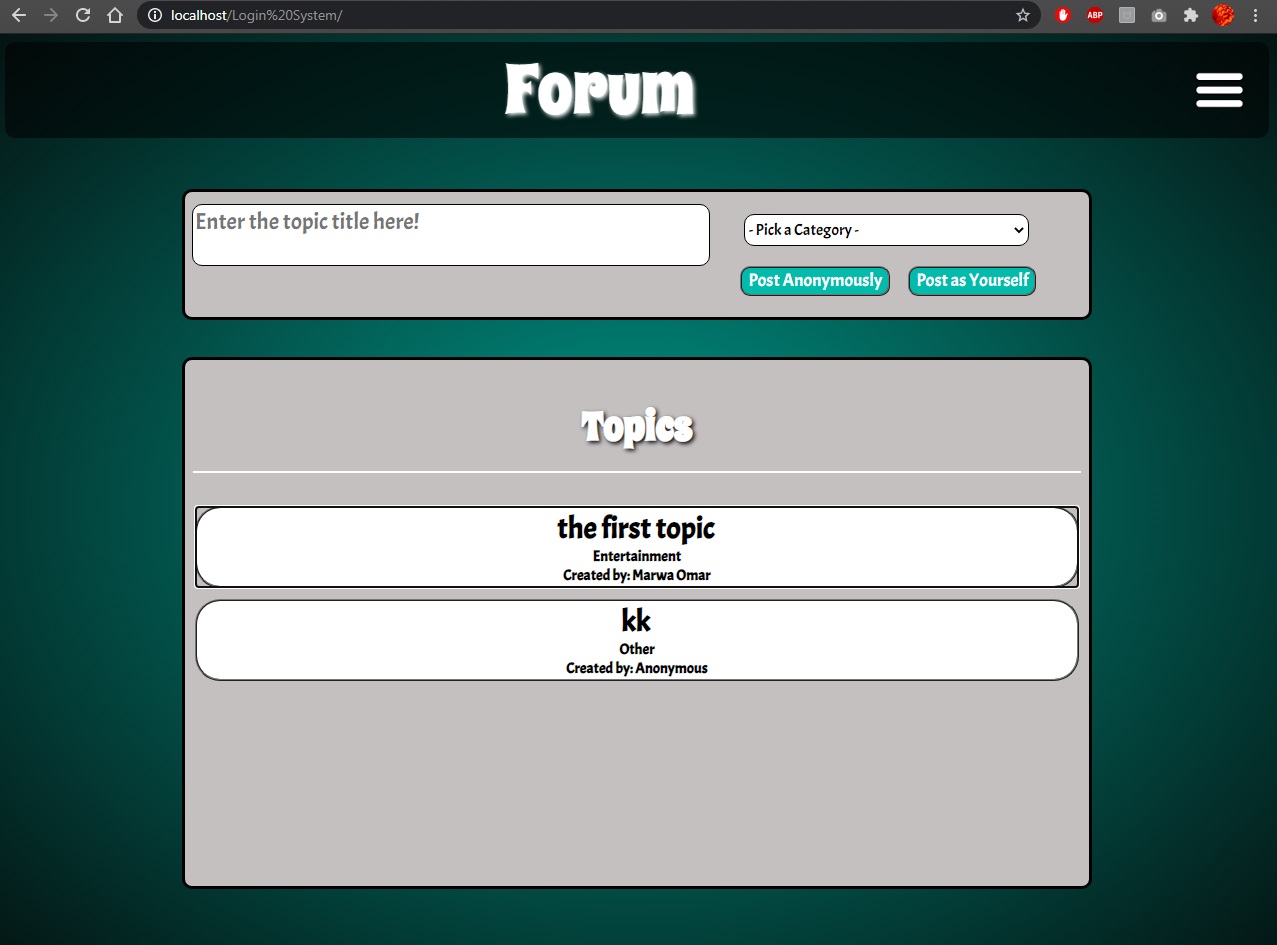 localhost/Login%20System/
ABP
Forum
Enter the topic title here!
- Pick a Category -
Post Anonymously
Post as Yourself
Topics
the first topic
Entertainment
Created by: Marwa Omar
kk
Other
Created by: Anonymous